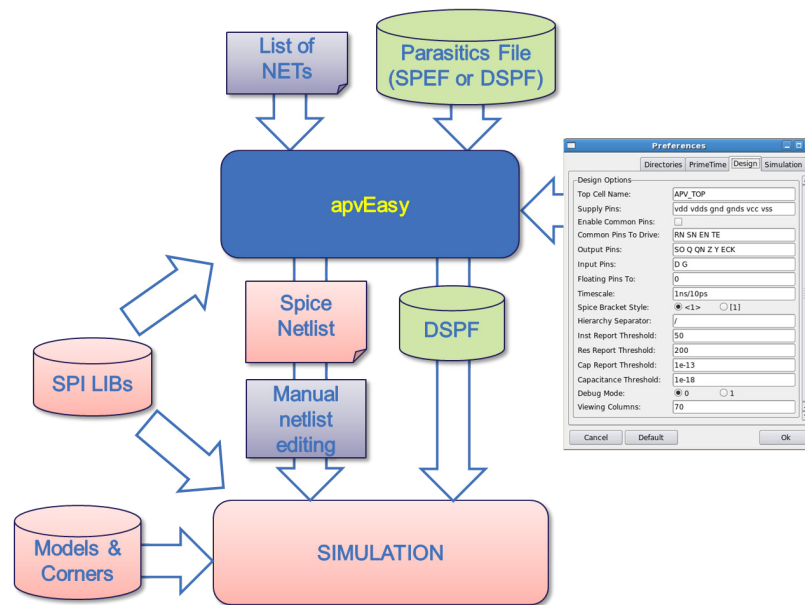 List of
NETs
Parasitics File
(SPEF or DSPF)
apvEasy
Spice
Netlist
DSPF
SPI LIBs
Manual
netlist
editing
Models &
Corners
SIMULATION
Preferences
Directories PrimeTime Design Simulation
Design Options
Top Cell Name: APV_TOP
Supply Pins: vdd vdds gnd gnds vcc vss
Enable Common Pins:
Common Pins To Drive: RN SN EN TE
Output Pins: SO Q QN Z Y ECK
Input Pins: D G
Floating Pins To: 0
Timescale: 1ns/10ps
Spice Bracket Style: <1> [1]
Hierarchy Separator: /
Inst Report Threshold: 50
Res Report Threshold: 200
Cap Report Threshold: 1e-13
Capacitance Threshold: 1e-18
Debug Mode: 0 1
Viewing Columns: 70
Cancel Default Ok